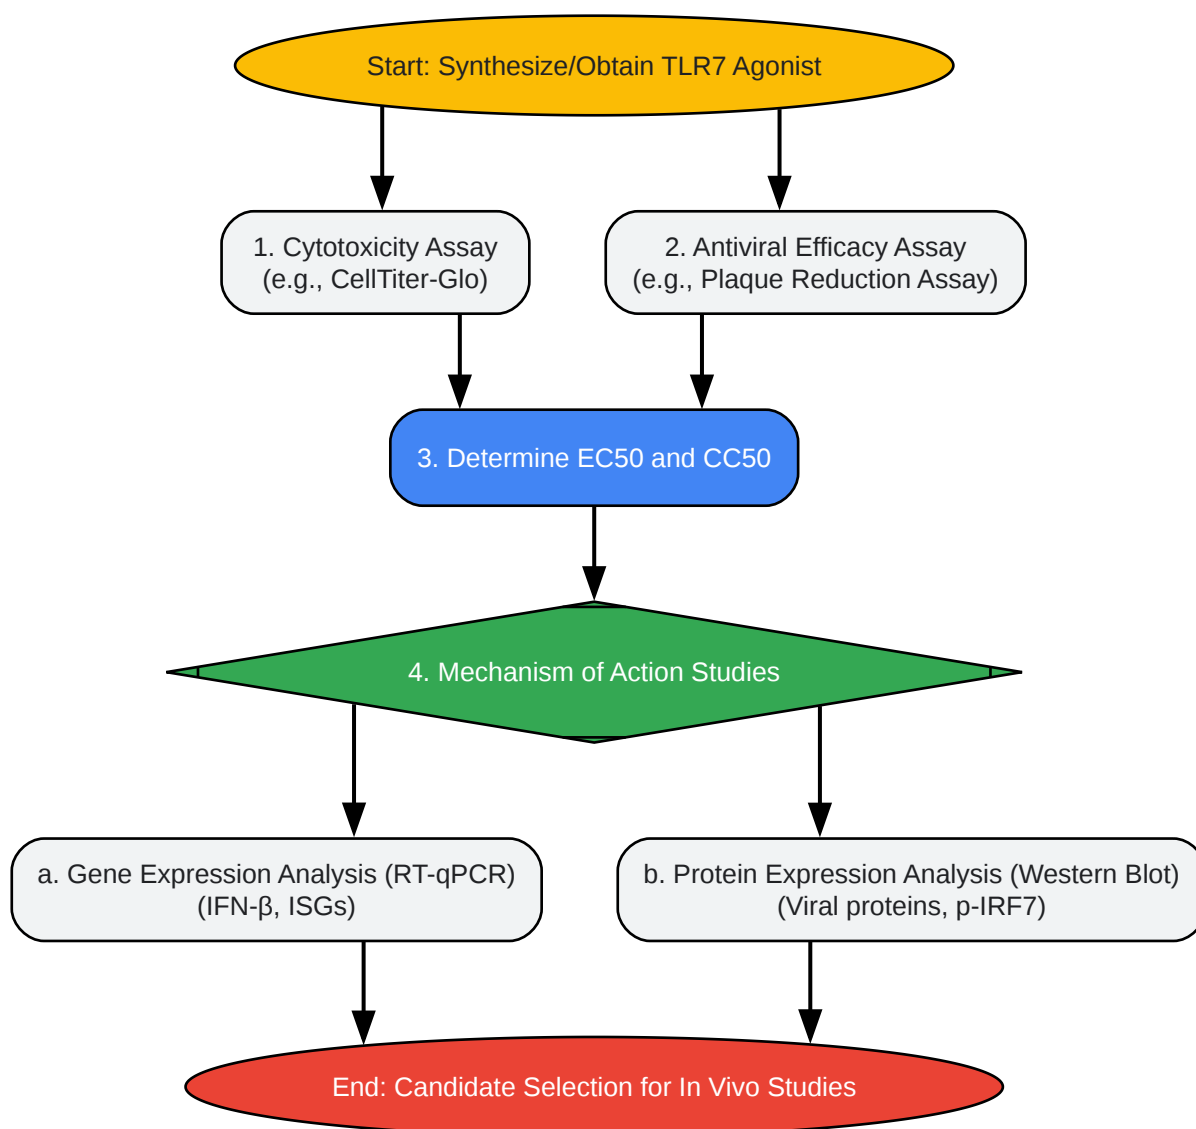 Start: Synthesize/Obtain TLR7 Agonist
1. Cytotoxicity Assay
(e.g., CellTiter-Glo)
2. Antiviral Efficacy Assay
(e.g., Plaque Reduction Assay)
3. Determine EC50 and CC50
4. Mechanism of Action Studies
a. Gene Expression Analysis (RT-qPCR)
(IFN-β, ISGs)
b. Protein Expression Analysis (Western Blot)
(Viral proteins, p-IRF7)
End: Candidate Selection for In Vivo Studies